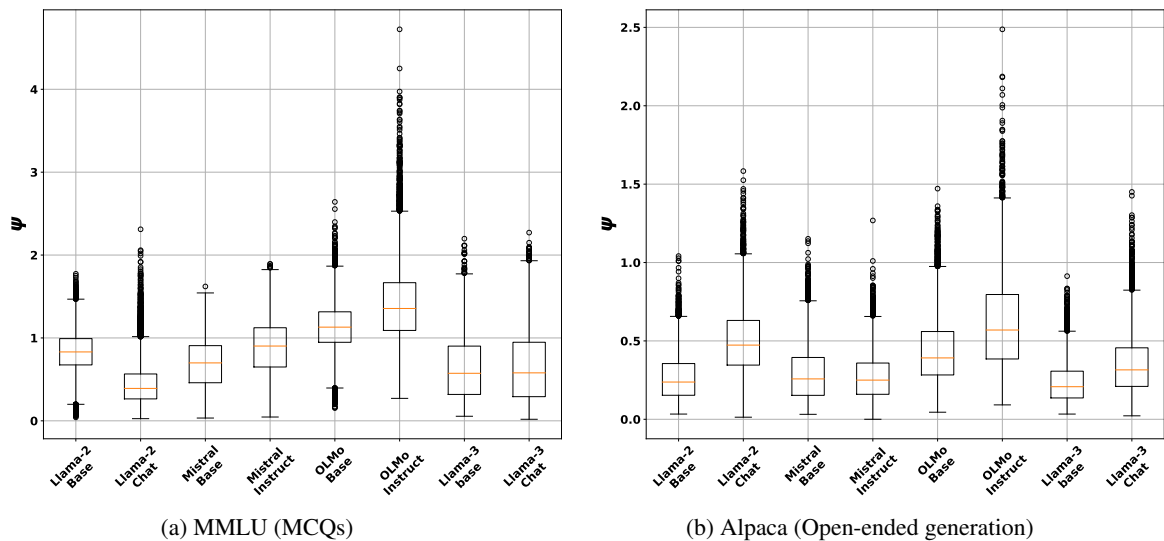 ψ
4
3
2
1
0
Llama-2 Base
Llama-2 Chat
Mistral Base
Mistral Instruct
OLMo Base
OLMo Instruct
Llama-3 base
Llama-3 Chat
(a) MMLU (MCQs)
ψ
2.5
2.0
1.5
1.0
0.5
0.0
Llama-2 Base
Llama-2 Chat
Mistral Base
Mistral Instruct
OLMo Base
OLMo Instruct
Llama-3 base
Llama-3 Chat
(b) Alpaca (Open-ended generation)